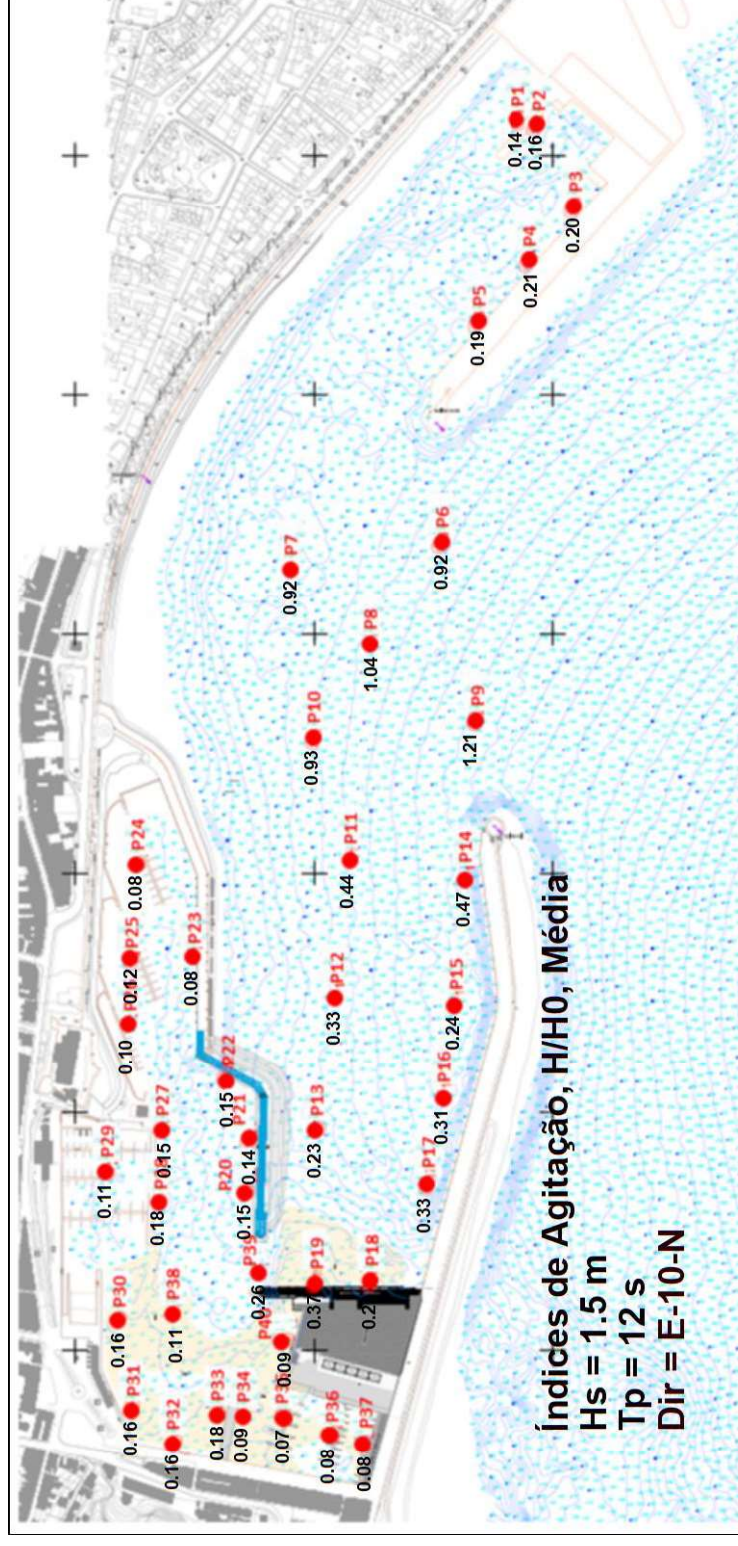 0.14 P1
0.16 P2
0.20 P3
0.21 P4
0.19 P5
0.92 P6
0.92 P7
1.04 P8
1.21 P9
0.93 P10
0.44 P11
0.33 P12
0.23 P13
0.47 P14
0.24 P15
0.31 P16
0.33 P17
P18
0.37 P19
0.15 P20
0.14 P21
0.15 P22
0.08 P23
0.08 P24
0.12 P25
0.10
0.15 P27
0.18
0.11 P29
0.16 P30
0.16 P31
0.16 P32
0.18 P33
0.09 P34
0.07
0.08 P36
0.08 P37
0.11 P38
0.26 P39
0.09
Índices de Agitação, H/H0, Média
Hs = 1.5 m
Tp = 12 s
Dir = E-10-N